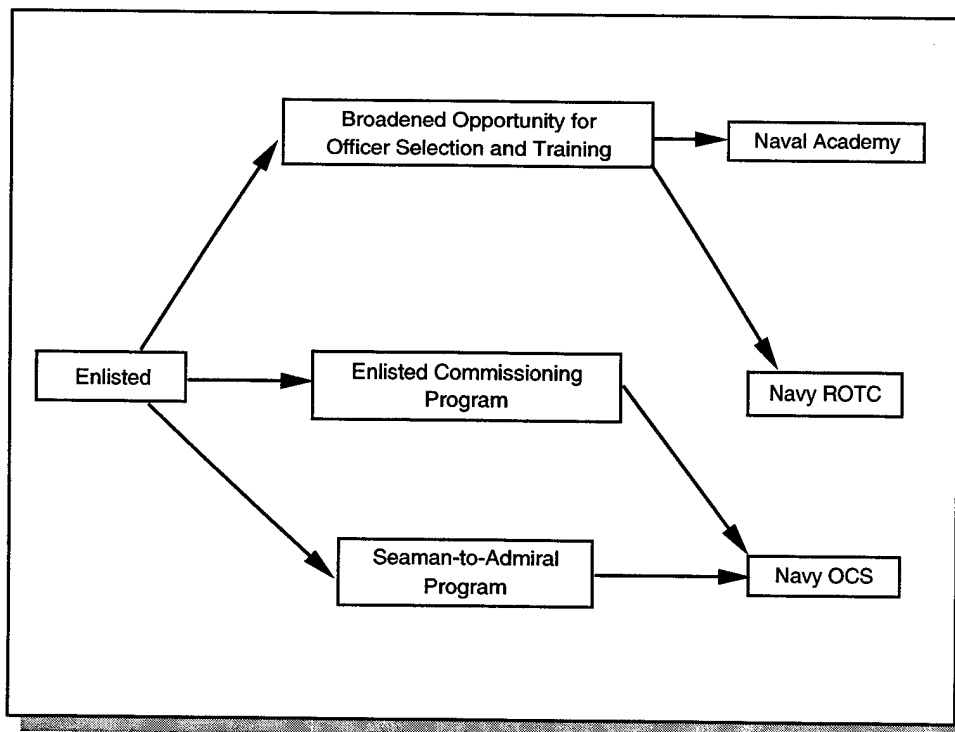 Broadened Opportunity for
Officer Selection and Training
Naval Academy
Enlisted
Enlisted Commissioning
Program
Navy ROTC
Seaman-to-Admiral
Program
Navy OCS